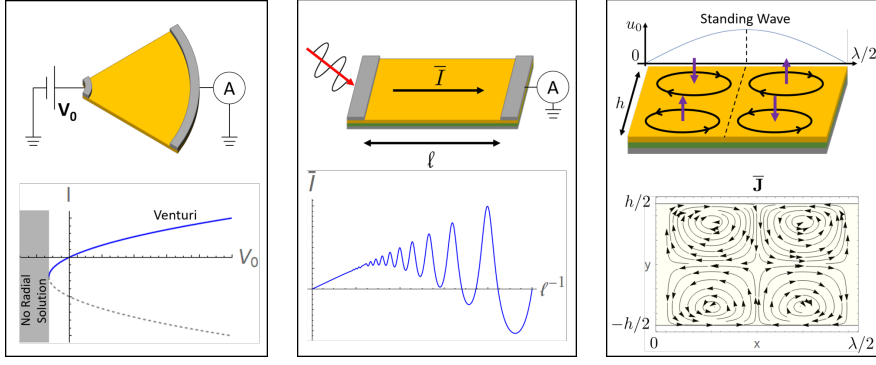 V₀
A
I
Venturi
V₀
No Radial
Solution
I̅
A
ℓ
I̅
ℓ⁻¹
u₀
Standing Wave
0
λ/2
h
J̅
h/2
y
−h/2
0
x
λ/2